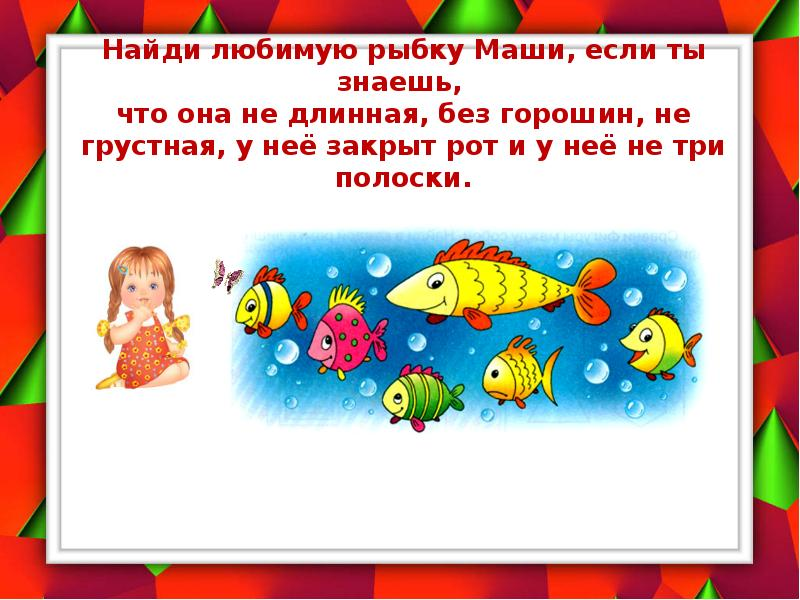 Найди любимую рыбку Маши, если ты
знаешь,
что она не длинная, без горошин, не
грустная, у неё закрыт рот и у неё не три
полоски.